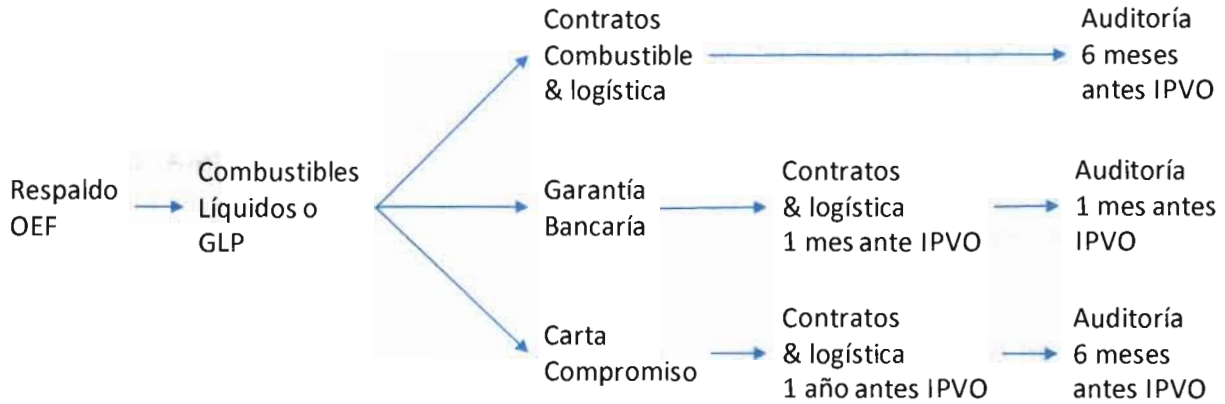 Respaldo
OEF
Combustibles
Líquidos o
GLP
Contratos
Combustible
& logística
Auditoría
6 meses
antes IPVO
Garantía
Bancaría
Contratos
& logística
1 mes ante IPVO
Auditoría
1 mes antes
IPVO
Carta
Compromiso
Contratos
& logística
1 año antes IPVO
Auditoría
6 meses
antes IPVO